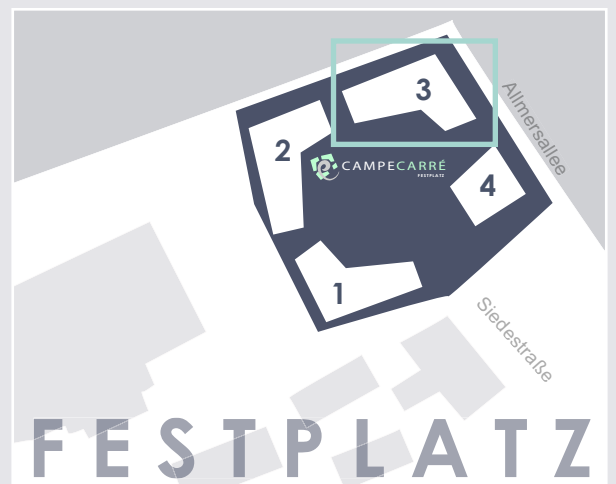 3
Allmersallee
2
CAMPECARRÉ
FESTPLATZ
4
1
Siedestraße
FESTPLATZ